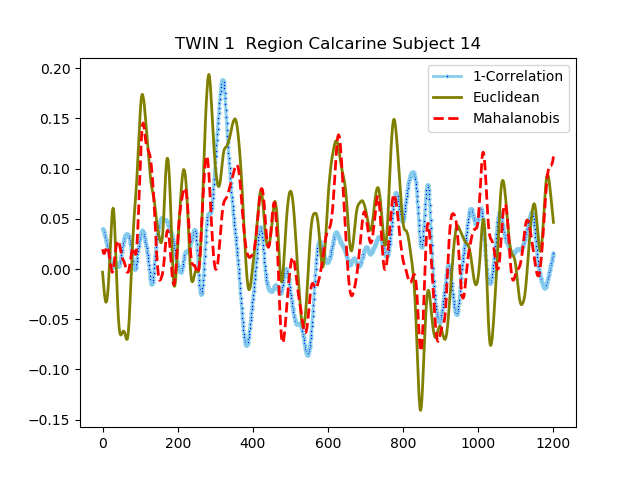 TWIN 1  Region Calcarine Subject 14
1-Correlation
Euclidean
Mahalanobis
0.20
0.15
0.10
0.05
0.00
−0.05
−0.10
−0.15
0 200 400 600 800 1000 1200